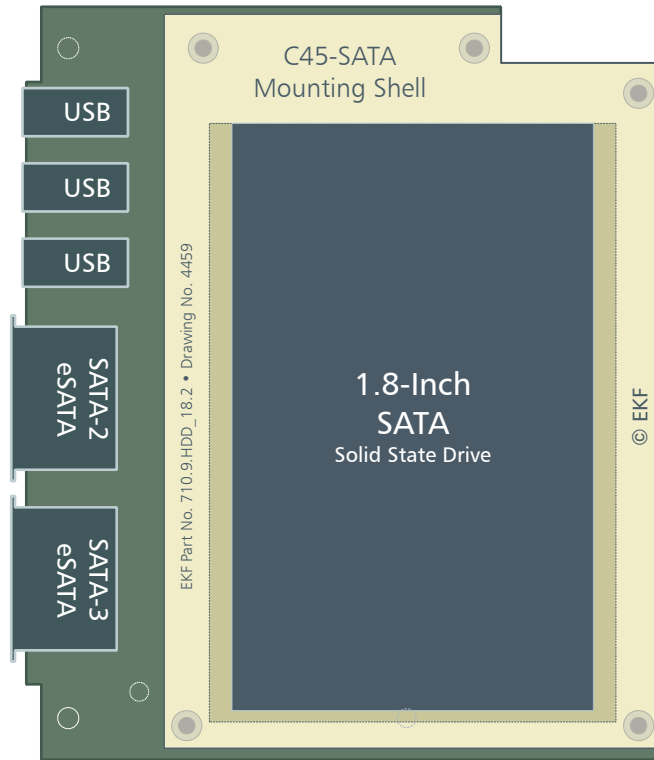 C45-SATA
Mounting Shell
USB
USB
USB
SATA-2
eSATA
SATA-3
eSATA
EKF Part No. 710.9.HDD_18.2 • Drawing No. 4459
1.8-Inch
SATA
Solid State Drive
© EKF